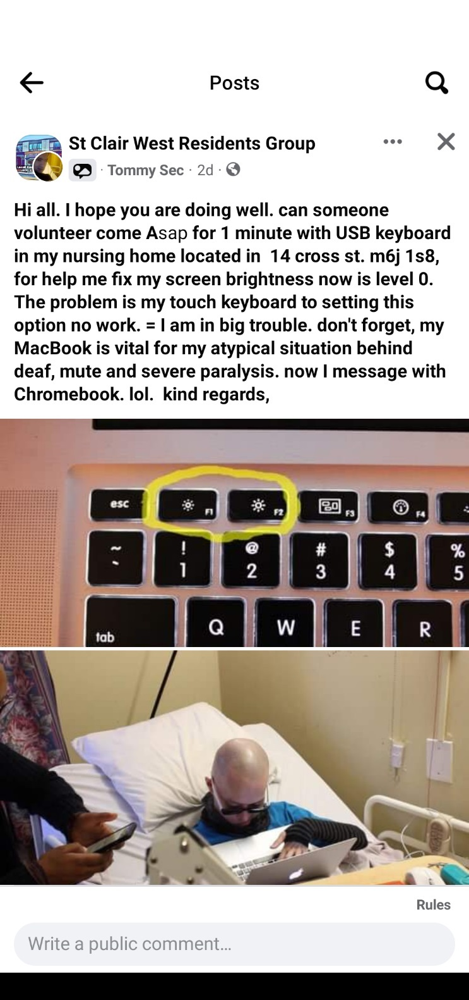 Posts
St Clair West Residents Group
· Tommy Sec · 2d ·
Hi all. I hope you are doing well. can someone
volunteer come Asap for 1 minute with USB keyboard
in my nursing home located in 14 cross st. m6j 1s8,
for help me fix my screen brightness now is level 0.
The problem is my touch keyboard to setting this
option no work. = I am in big trouble. don't forget, my
MacBook is vital for my atypical situation behind
deaf, mute and severe paralysis. now I message with
Chromebook. lol. kind regards,
esc F1 F2 F3 F4
~ ! @ # $ %
` 1 2 3 4 5
tab Q W E R
Rules
Write a public comment...